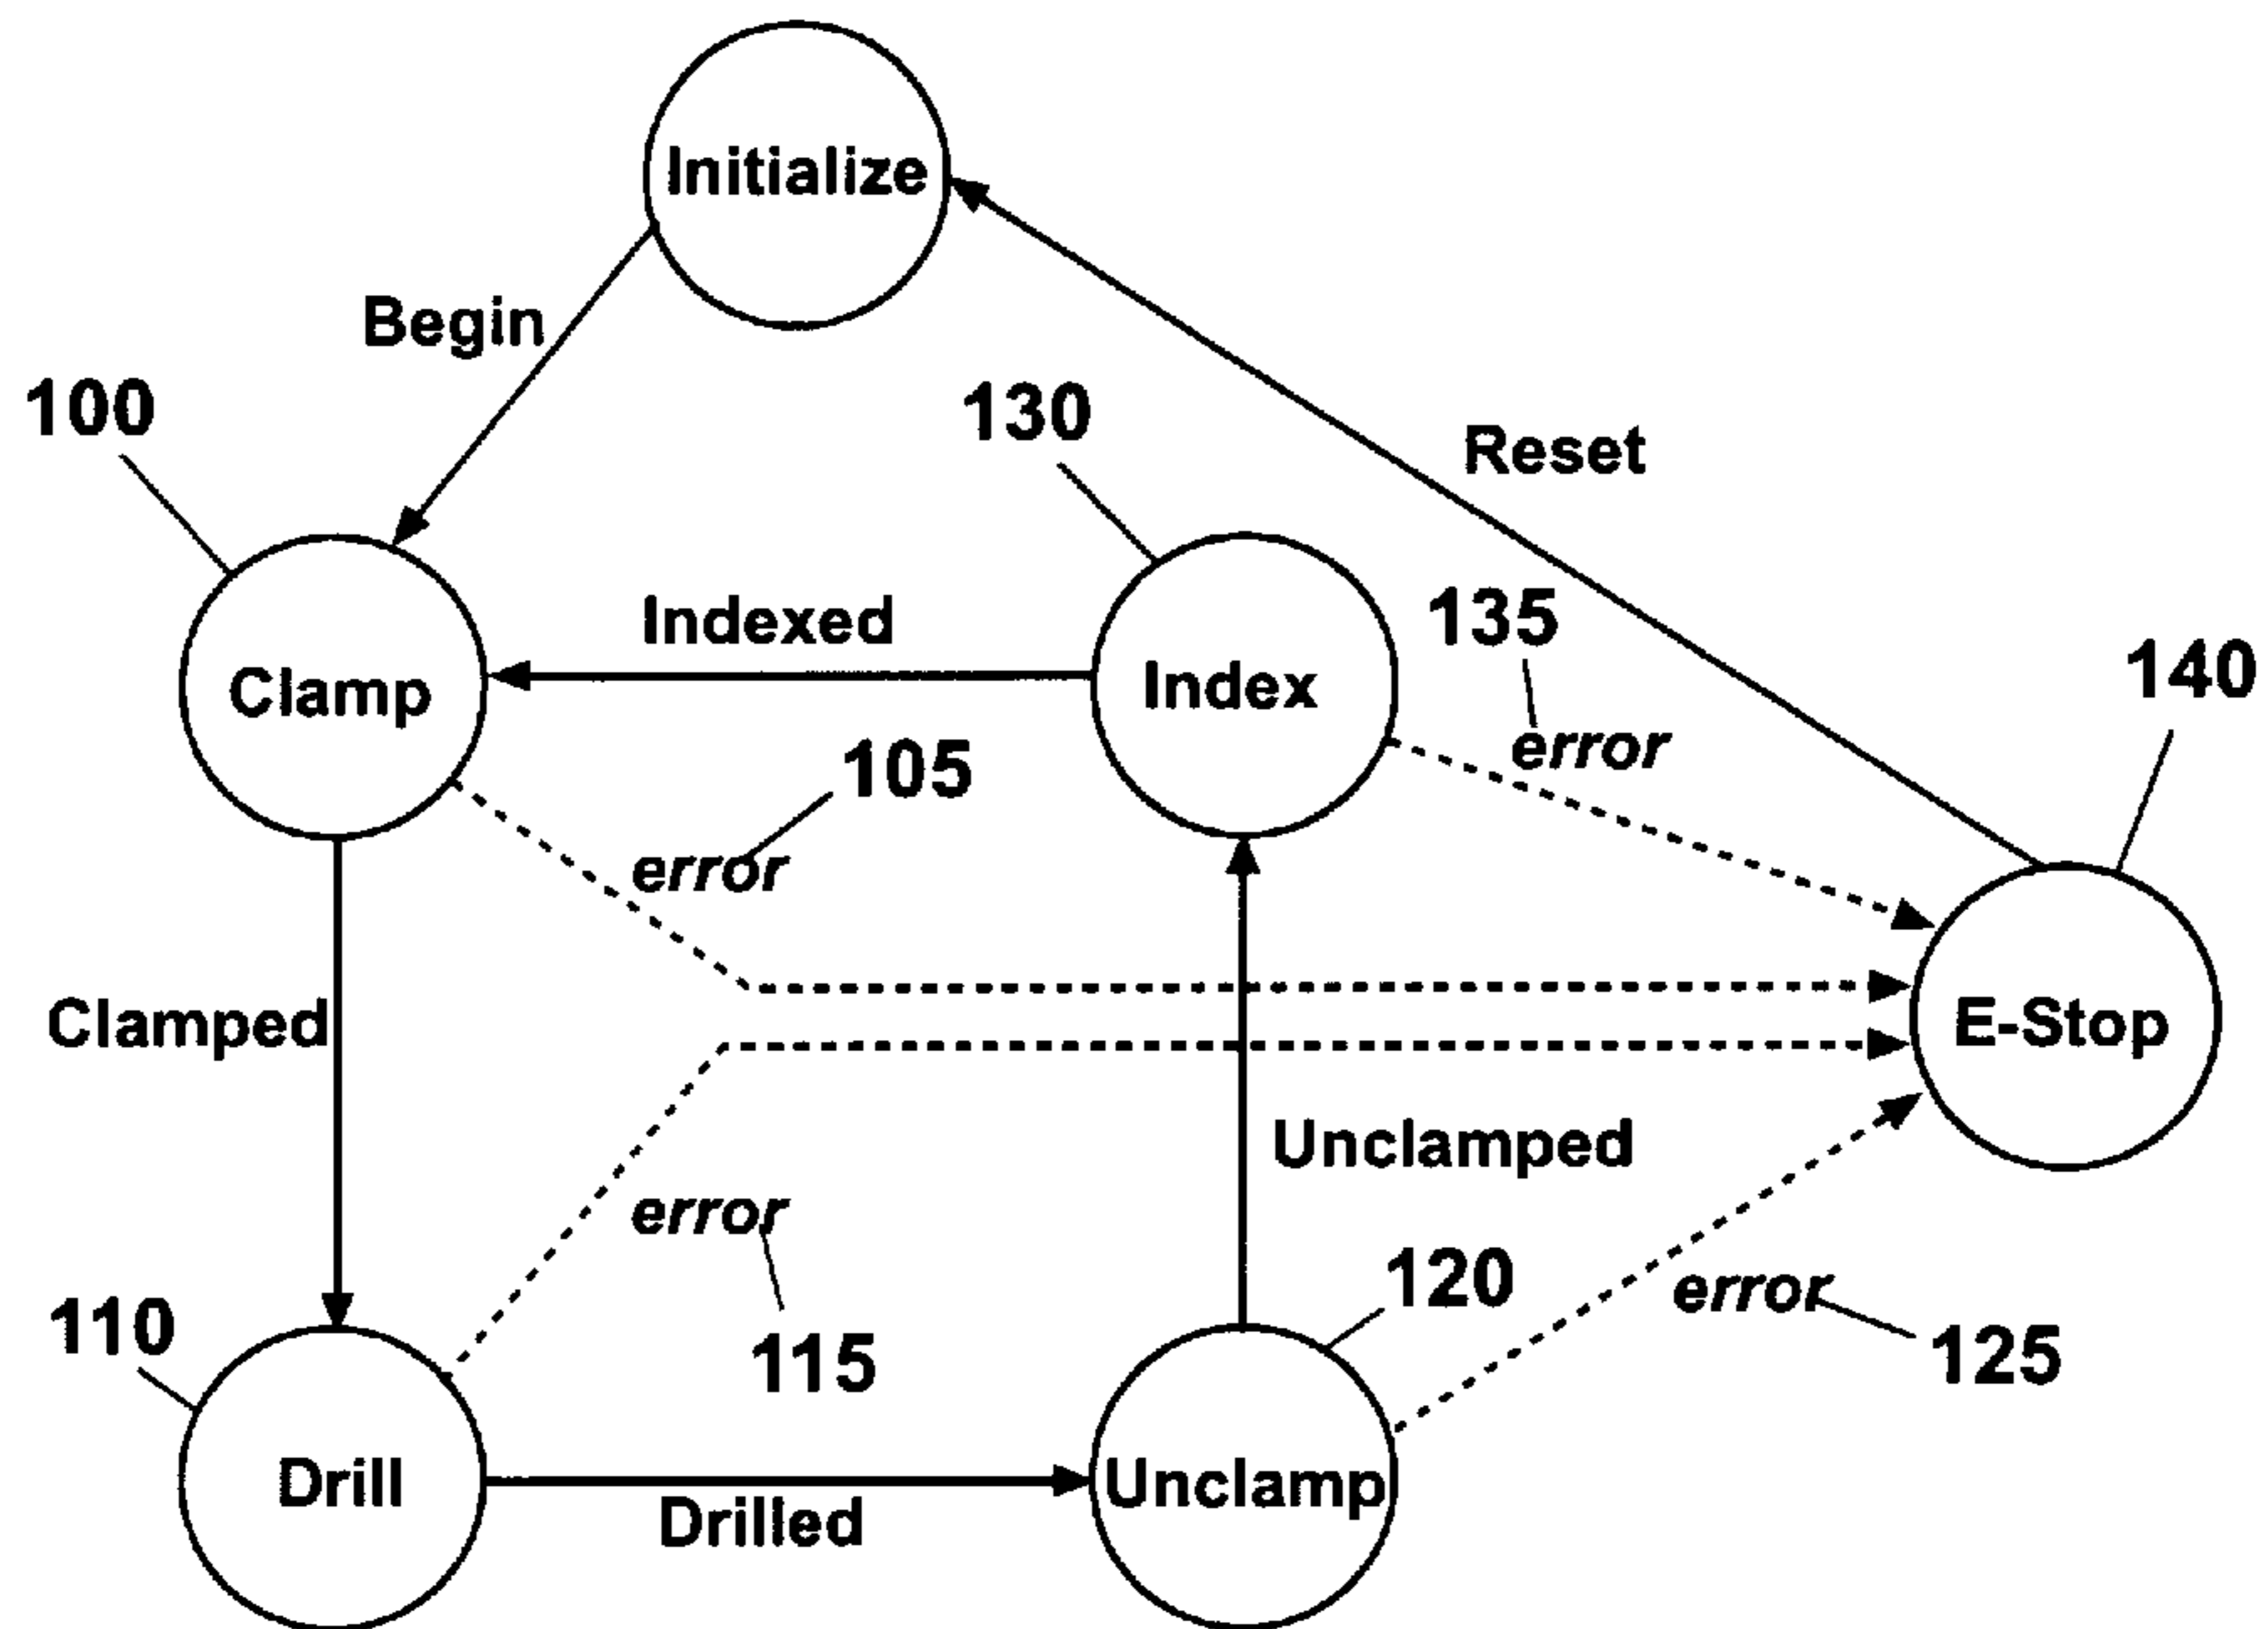 Initialize
Begin
100
130
Reset
Indexed
135
140
Clamp
Index
error
105
error
Clamped
E-Stop
Unclamped
error
120
error
110
115
125
Drill
Unclamp
Drilled